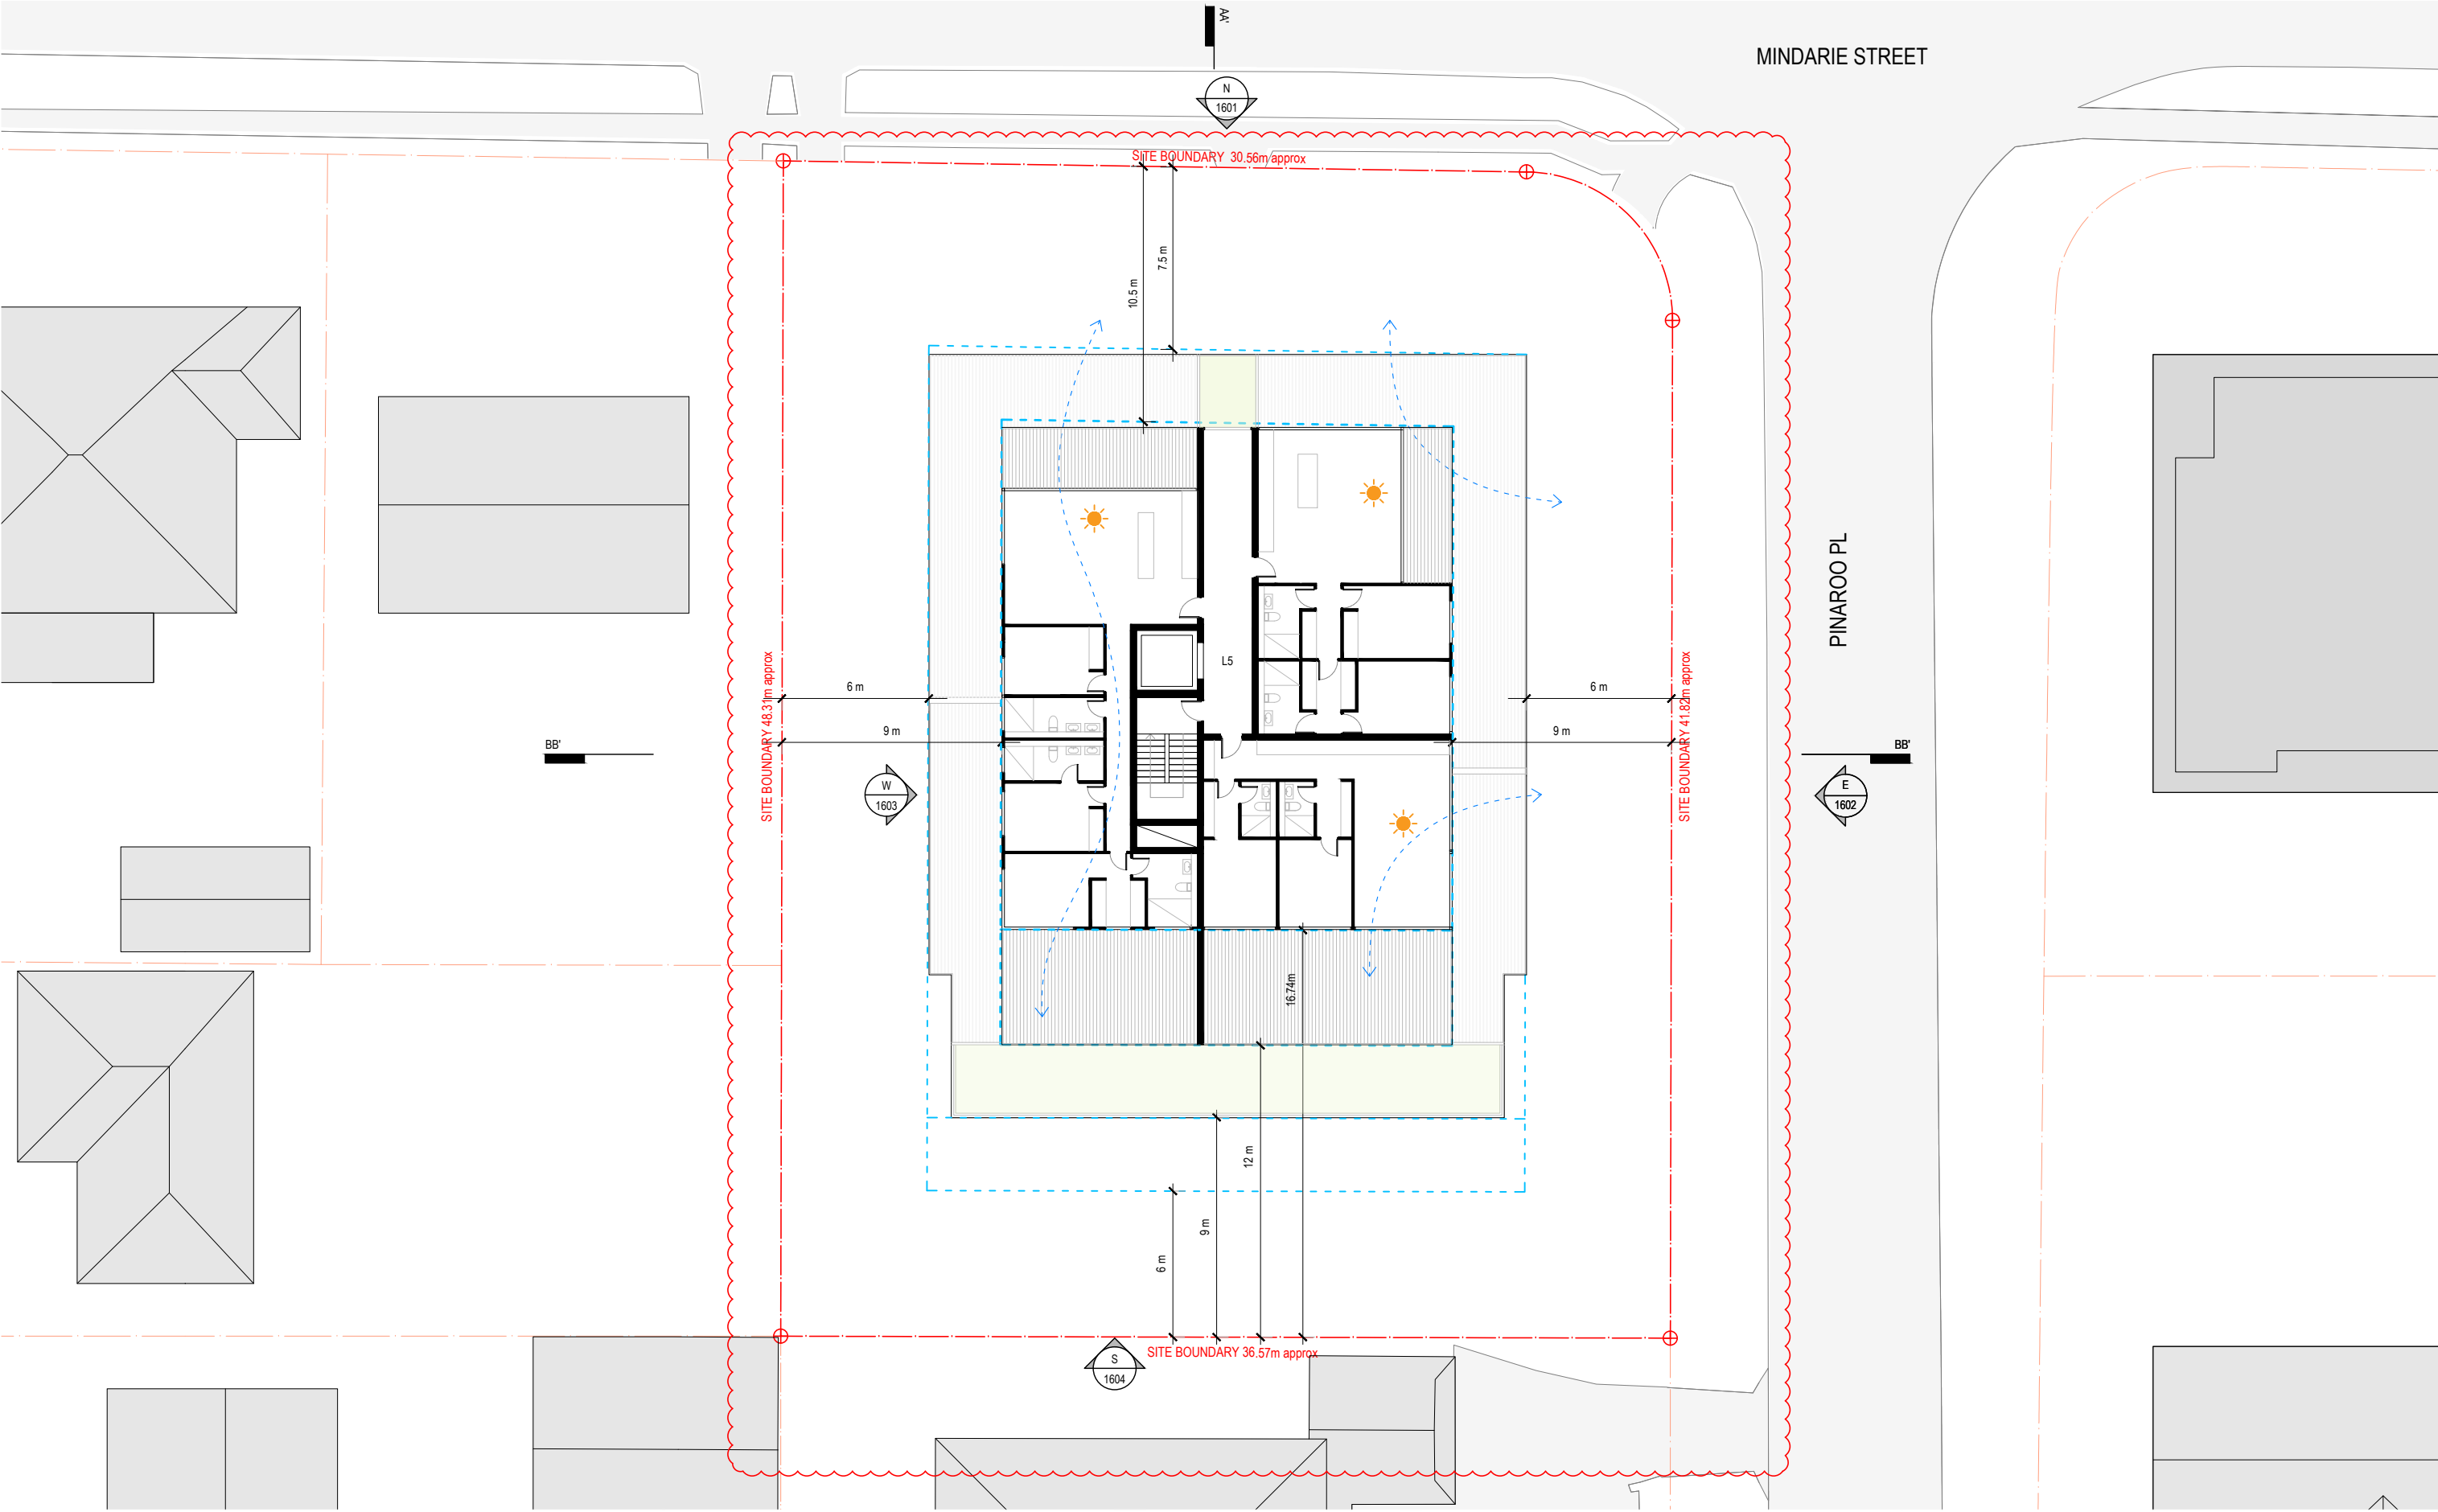 AA'
MINDARIE STREET
N
1601
SITE BOUNDARY 30.56m approx
7.5 m
10.5 m
PINAROO PL
L5
6 m
6 m
SITE BOUNDARY 48.31m approx
SITE BOUNDARY 41.82m approx
9 m
9 m
BB'
BB'
W
1603
E
1602
16.74m
12 m
9 m
6 m
SITE BOUNDARY 36.57m approx
S
1604